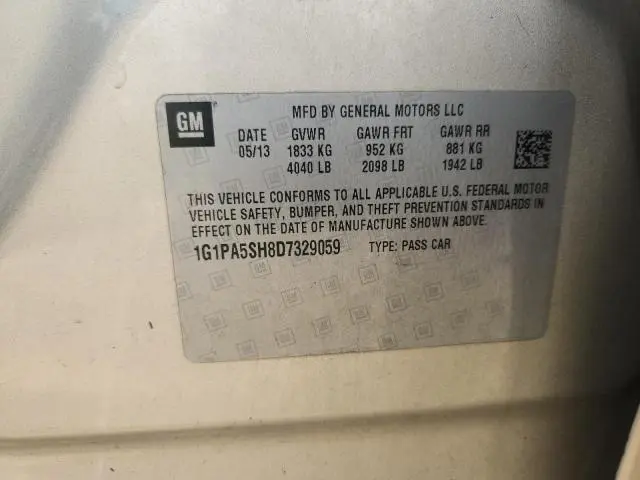 GM
MFD BY GENERAL MOTORS LLC
DATE GVWR GAWR FRT GAWR RR
05/13 1833 KG 952 KG 881 KG
4040 LB 2098 LB 1942 LB
THIS VEHICLE CONFORMS TO ALL APPLICABLE U.S. FEDERAL MOTOR
VEHICLE SAFETY, BUMPER, AND THEFT PREVENTION STANDARDS IN
EFFECT ON THE DATE OF MANUFACTURE SHOWN ABOVE.
1G1PA5SH8D7329059 TYPE: PASS CAR